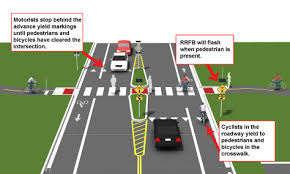 Motorists stop behind the
advance yield markings
until pedestrians and
bicycles have cleared the
intersection.
RRFB will flash
when pedestrian is
present.
Cyclists in the
roadway yield to
pedestrians and
bicycles in the
crosswalk.